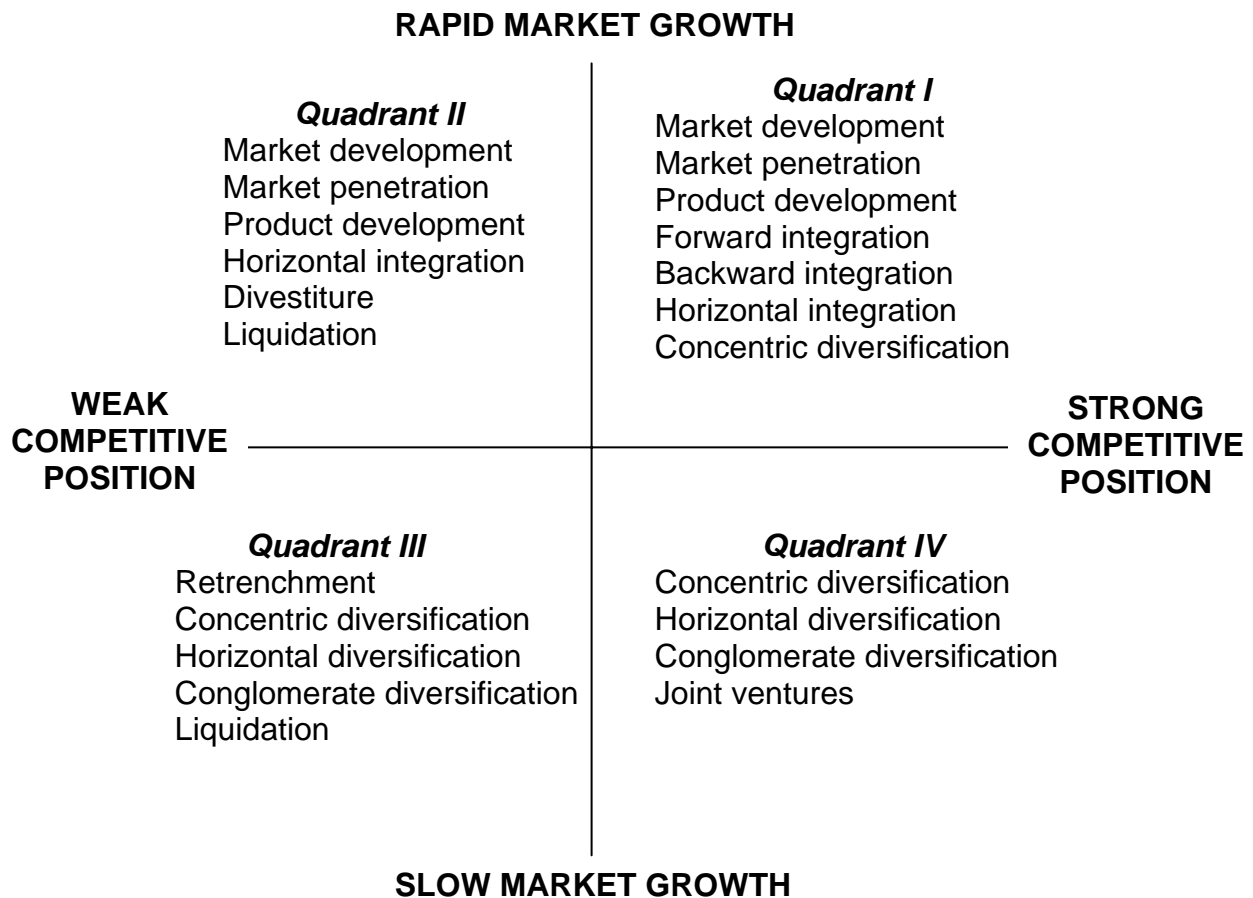 RAPID MARKET GROWTH
Quadrant II
Market development
Market penetration
Product development
Horizontal integration
Divestiture
Liquidation
Quadrant I
Market development
Market penetration
Product development
Forward integration
Backward integration
Horizontal integration
Concentric diversification
WEAK
COMPETITIVE
POSITION
STRONG
COMPETITIVE
POSITION
Quadrant III
Retrenchment
Concentric diversification
Horizontal diversification
Conglomerate diversification
Liquidation
Quadrant IV
Concentric diversification
Horizontal diversification
Conglomerate diversification
Joint ventures
SLOW MARKET GROWTH